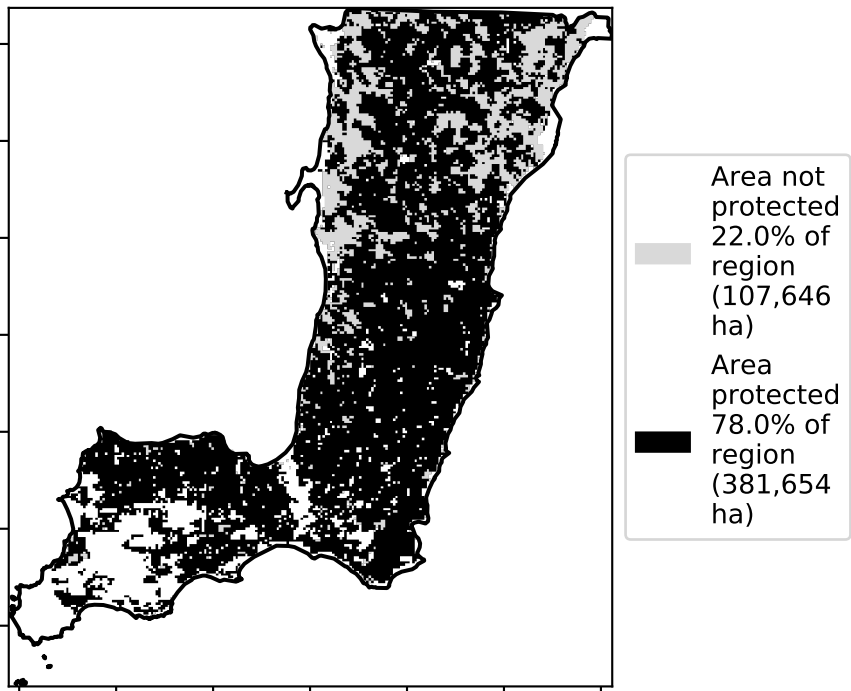 Area not
protected
22.0% of
region
(107,646
ha)
Area
protected
78.0% of
region
(381,654
ha)